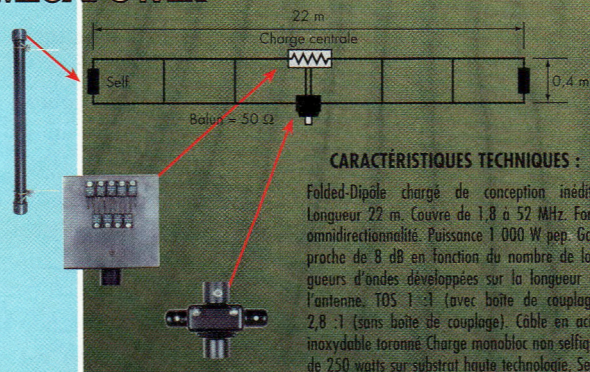 22 m
Charge centrale
Self
0,4 m
Balun = 50 Ω
CARACTÉRISTIQUES TECHNIQUES :
Folded-Dipôle chargé de conception inédit
Longueur 22 m. Couvre de 1,8 à 52 MHz. For
omnidirectionnalité. Puissance 1 000 W pep. Ga
proche de 8 dB en fonction du nombre de lo
gueurs d'ondes développées sur la longueur
l'antenne. TOS 1 :1 (avec boîte de couplag
2,8 :1 (sans boîte de couplage). Câble en aci
inoxydable toronné Charge monobloc non selfiq
de 250 watts sur substrat haute technologie. Se